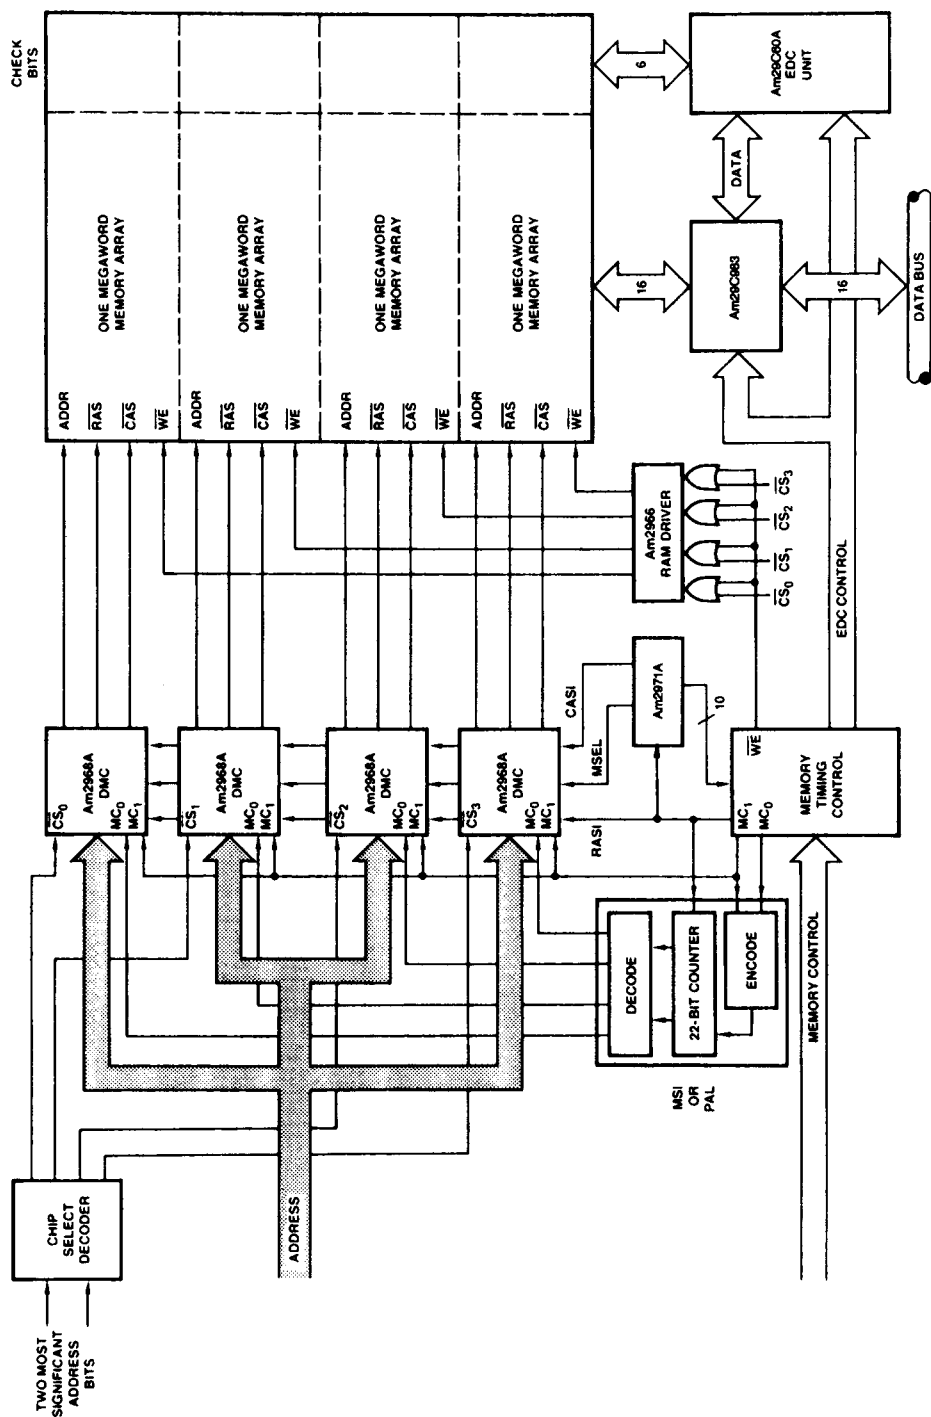 TWO MOST
SIGNIFICANT
ADDRESS
BITS
CHIP
SELECT
DECODER
ADDRESS
CS0
Am2968A
DMC
MC0
MC1
CS1
Am2968A
DMC
MC0
MC1
CS2
Am2968A
DMC
MC0
MC1
CS3
Am2968A
DMC
MC0
MC1
RASI
MSEL
CASI
Am2971A
10
MSI
OR
PAL
DECODE
22-BIT COUNTER
ENCODE
MEMORY CONTROL
MC1
MC0
WE
MEMORY
TIMING
CONTROL
Am2966
RAM DRIVER
CS0
CS1
CS2
CS3
EDC CONTROL
CHECK
BITS
ADDR
RAS
CAS
WE
ONE MEGAWORD
MEMORY ARRAY
ADDR
RAS
CAS
WE
ONE MEGAWORD
MEMORY ARRAY
ADDR
RAS
CAS
WE
ONE MEGAWORD
MEMORY ARRAY
ADDR
RAS
CAS
WE
ONE MEGAWORD
MEMORY ARRAY
16
6
Am29C983
DATA
Am29C60A
EDC
UNIT
16
DATA BUS